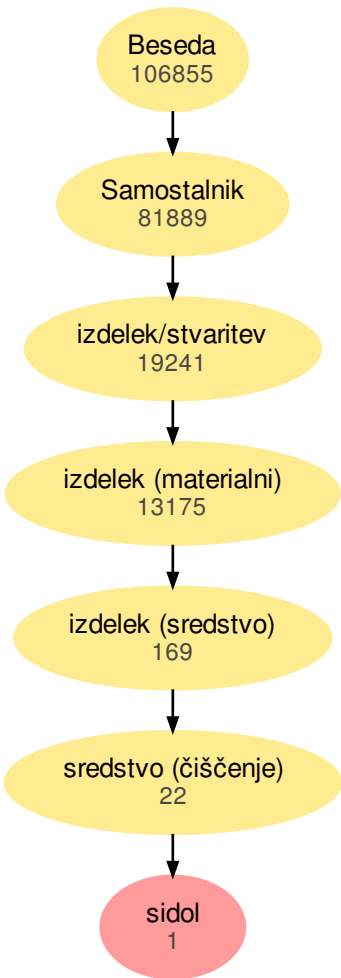 Beseda
106855
Samostalnik
81889
izdelek/stvaritev
19241
izdelek (materialni)
13175
izdelek (sredstvo)
169
sredstvo (čiščenje)
22
sidol
1